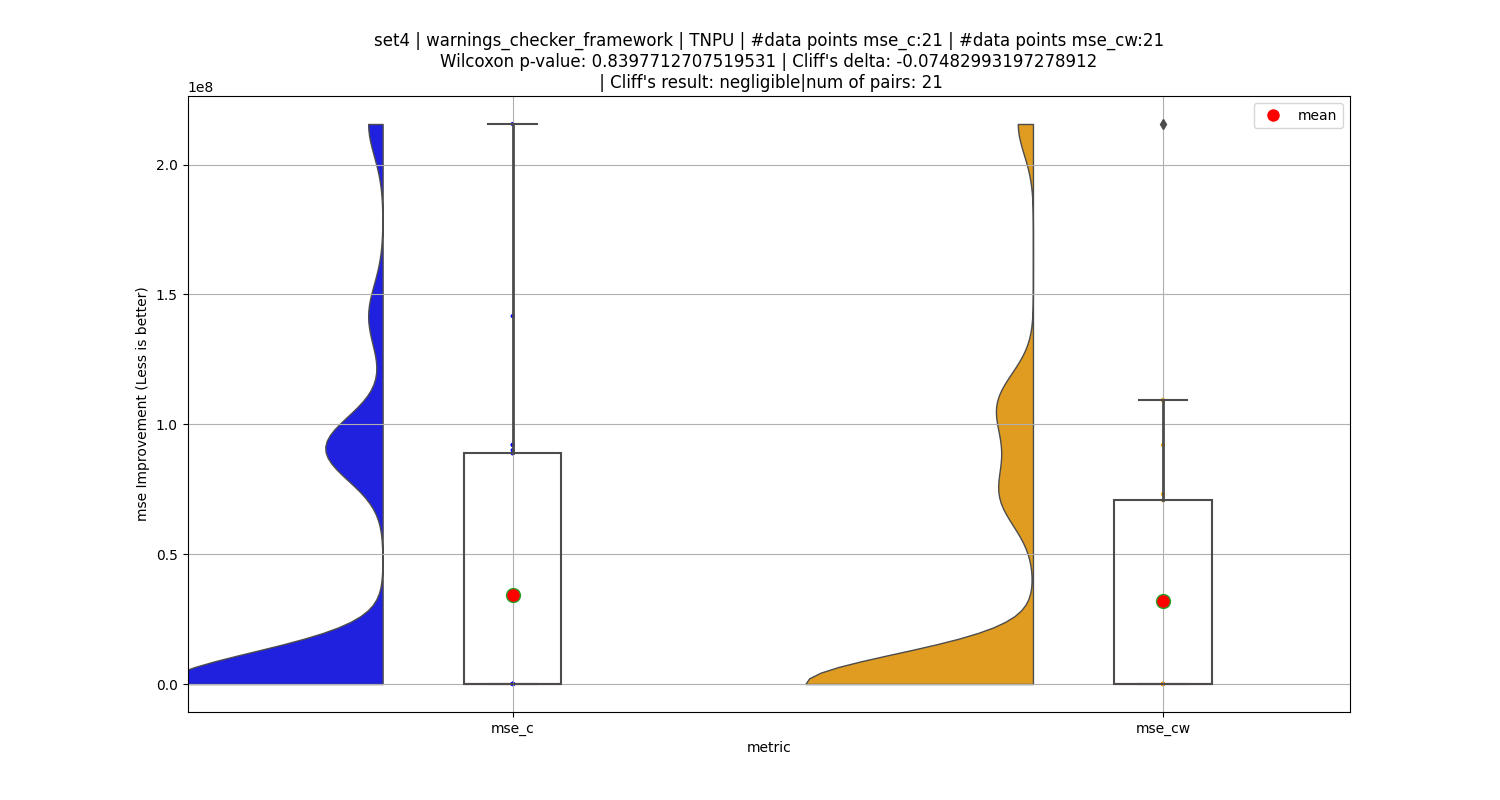 set4 | warnings_checker_framework | TNPU | #data points mse_c:21 | #data points mse_cw:21
Wilcoxon p-value: 0.8397712707519531 | Cliff's delta: -0.07482993197278912
| Cliff's result: negligible|num of pairs: 21
1e8
mean
2.0
1.5
1.0
0.5
0.0
mse Improvement (Less is better)
mse_c
mse_cw
metric